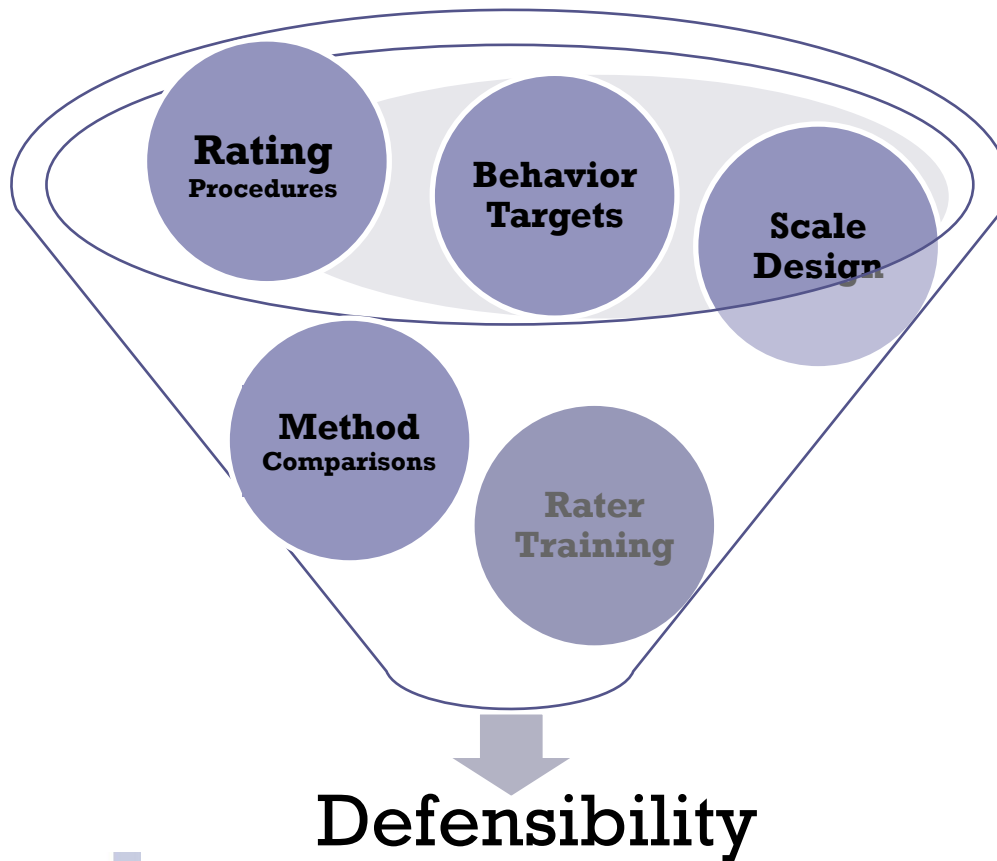 Rating
Procedures
Behavior
Targets
Scale
Design
Method
Comparisons
Rater
Training
Defensibility